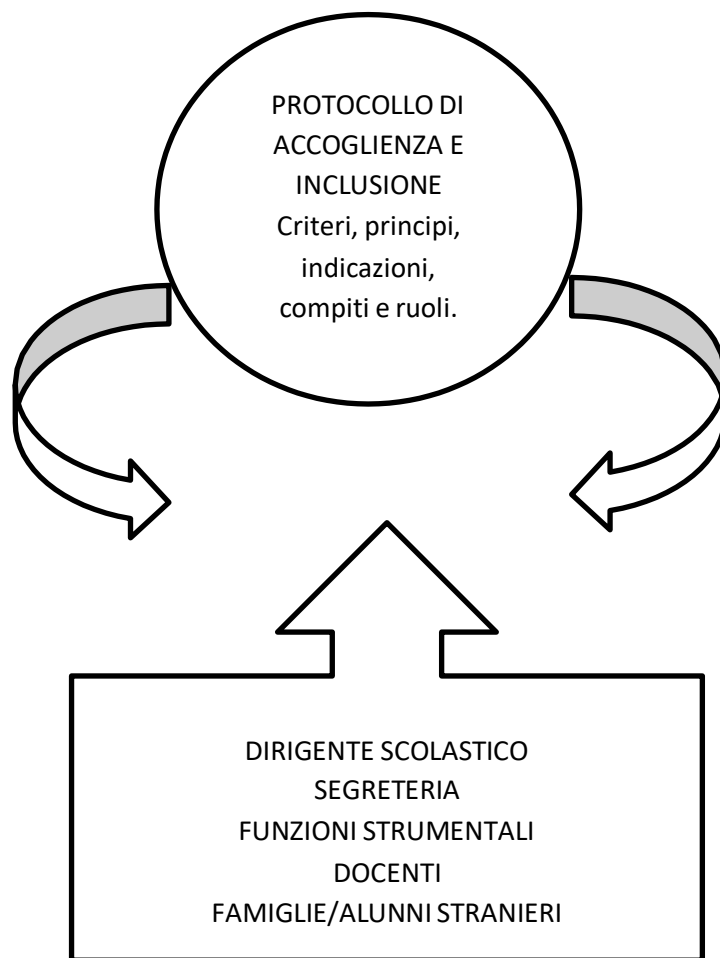 PROTOCOLLO DI
ACCOGLIENZA E
INCLUSIONE
Criteri, principi,
indicazioni,
compiti e ruoli.
DIRIGENTE SCOLASTICO
SEGRETERIA
FUNZIONI STRUMENTALI
DOCENTI
FAMIGLIE/ALUNNI STRANIERI